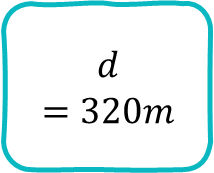 d
= 320m